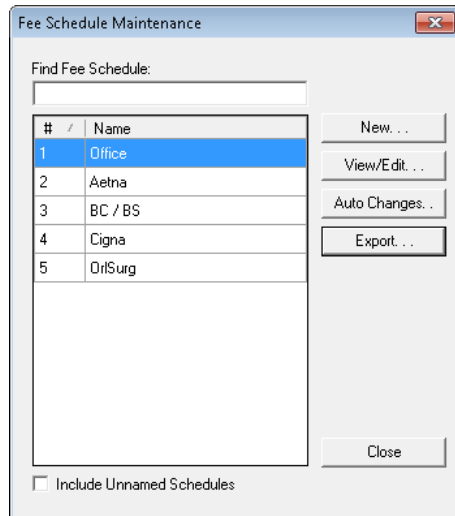 Fee Schedule Maintenance
Find Fee Schedule:
# Name
1 Office
2 Aetna
3 BC / BS
4 Cigna
5 OrlSurg
New. . .
View/Edit. . .
Auto Changes. .
Export. . .
Close
Include Unnamed Schedules